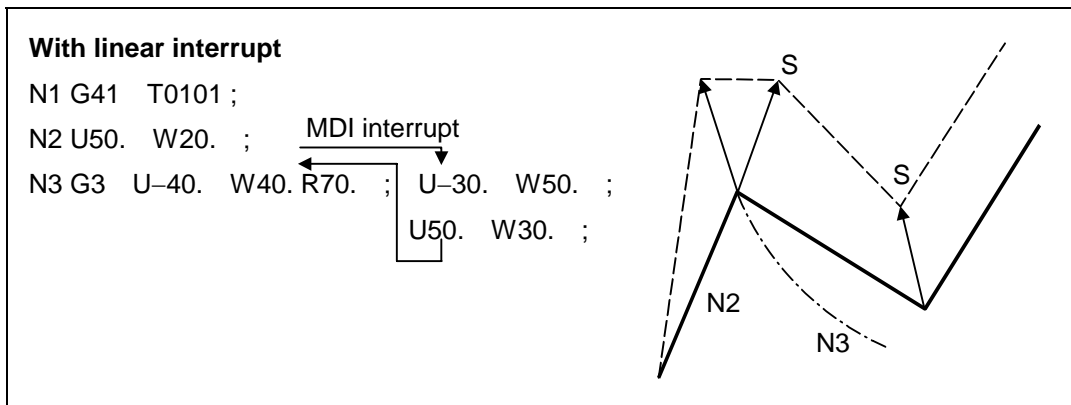 With linear interrupt
N1 G41 T0101 ;
N2 U50. W20. ;
MDI interrupt
N3 G3 U–40. W40. R70. ; U–30. W50. ;
U50. W30. ;
S
S
N2
N3